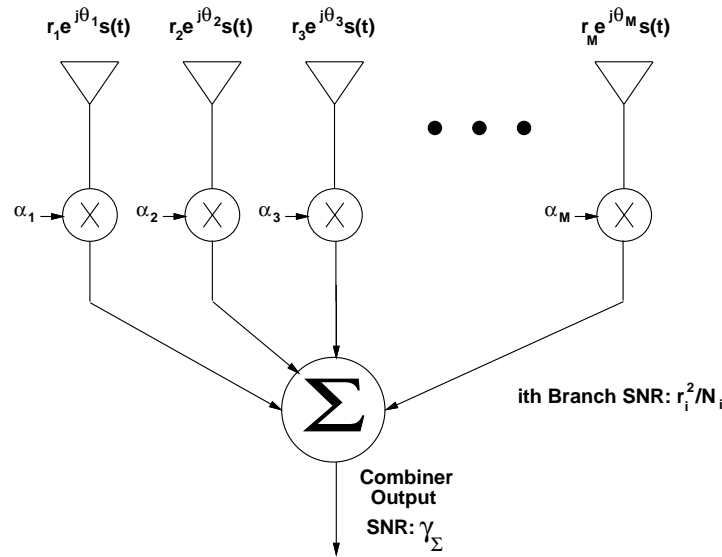 r₁e^{jθ₁}s(t) r₂e^{jθ₂}s(t) r₃e^{jθ₃}s(t) r_M e^{jθ_M}s(t)
α₁ X α₂ X α₃ X α_M X
Σ
ith Branch SNR: r_i²/N_i
Combiner
Output
SNR: γ_Σ